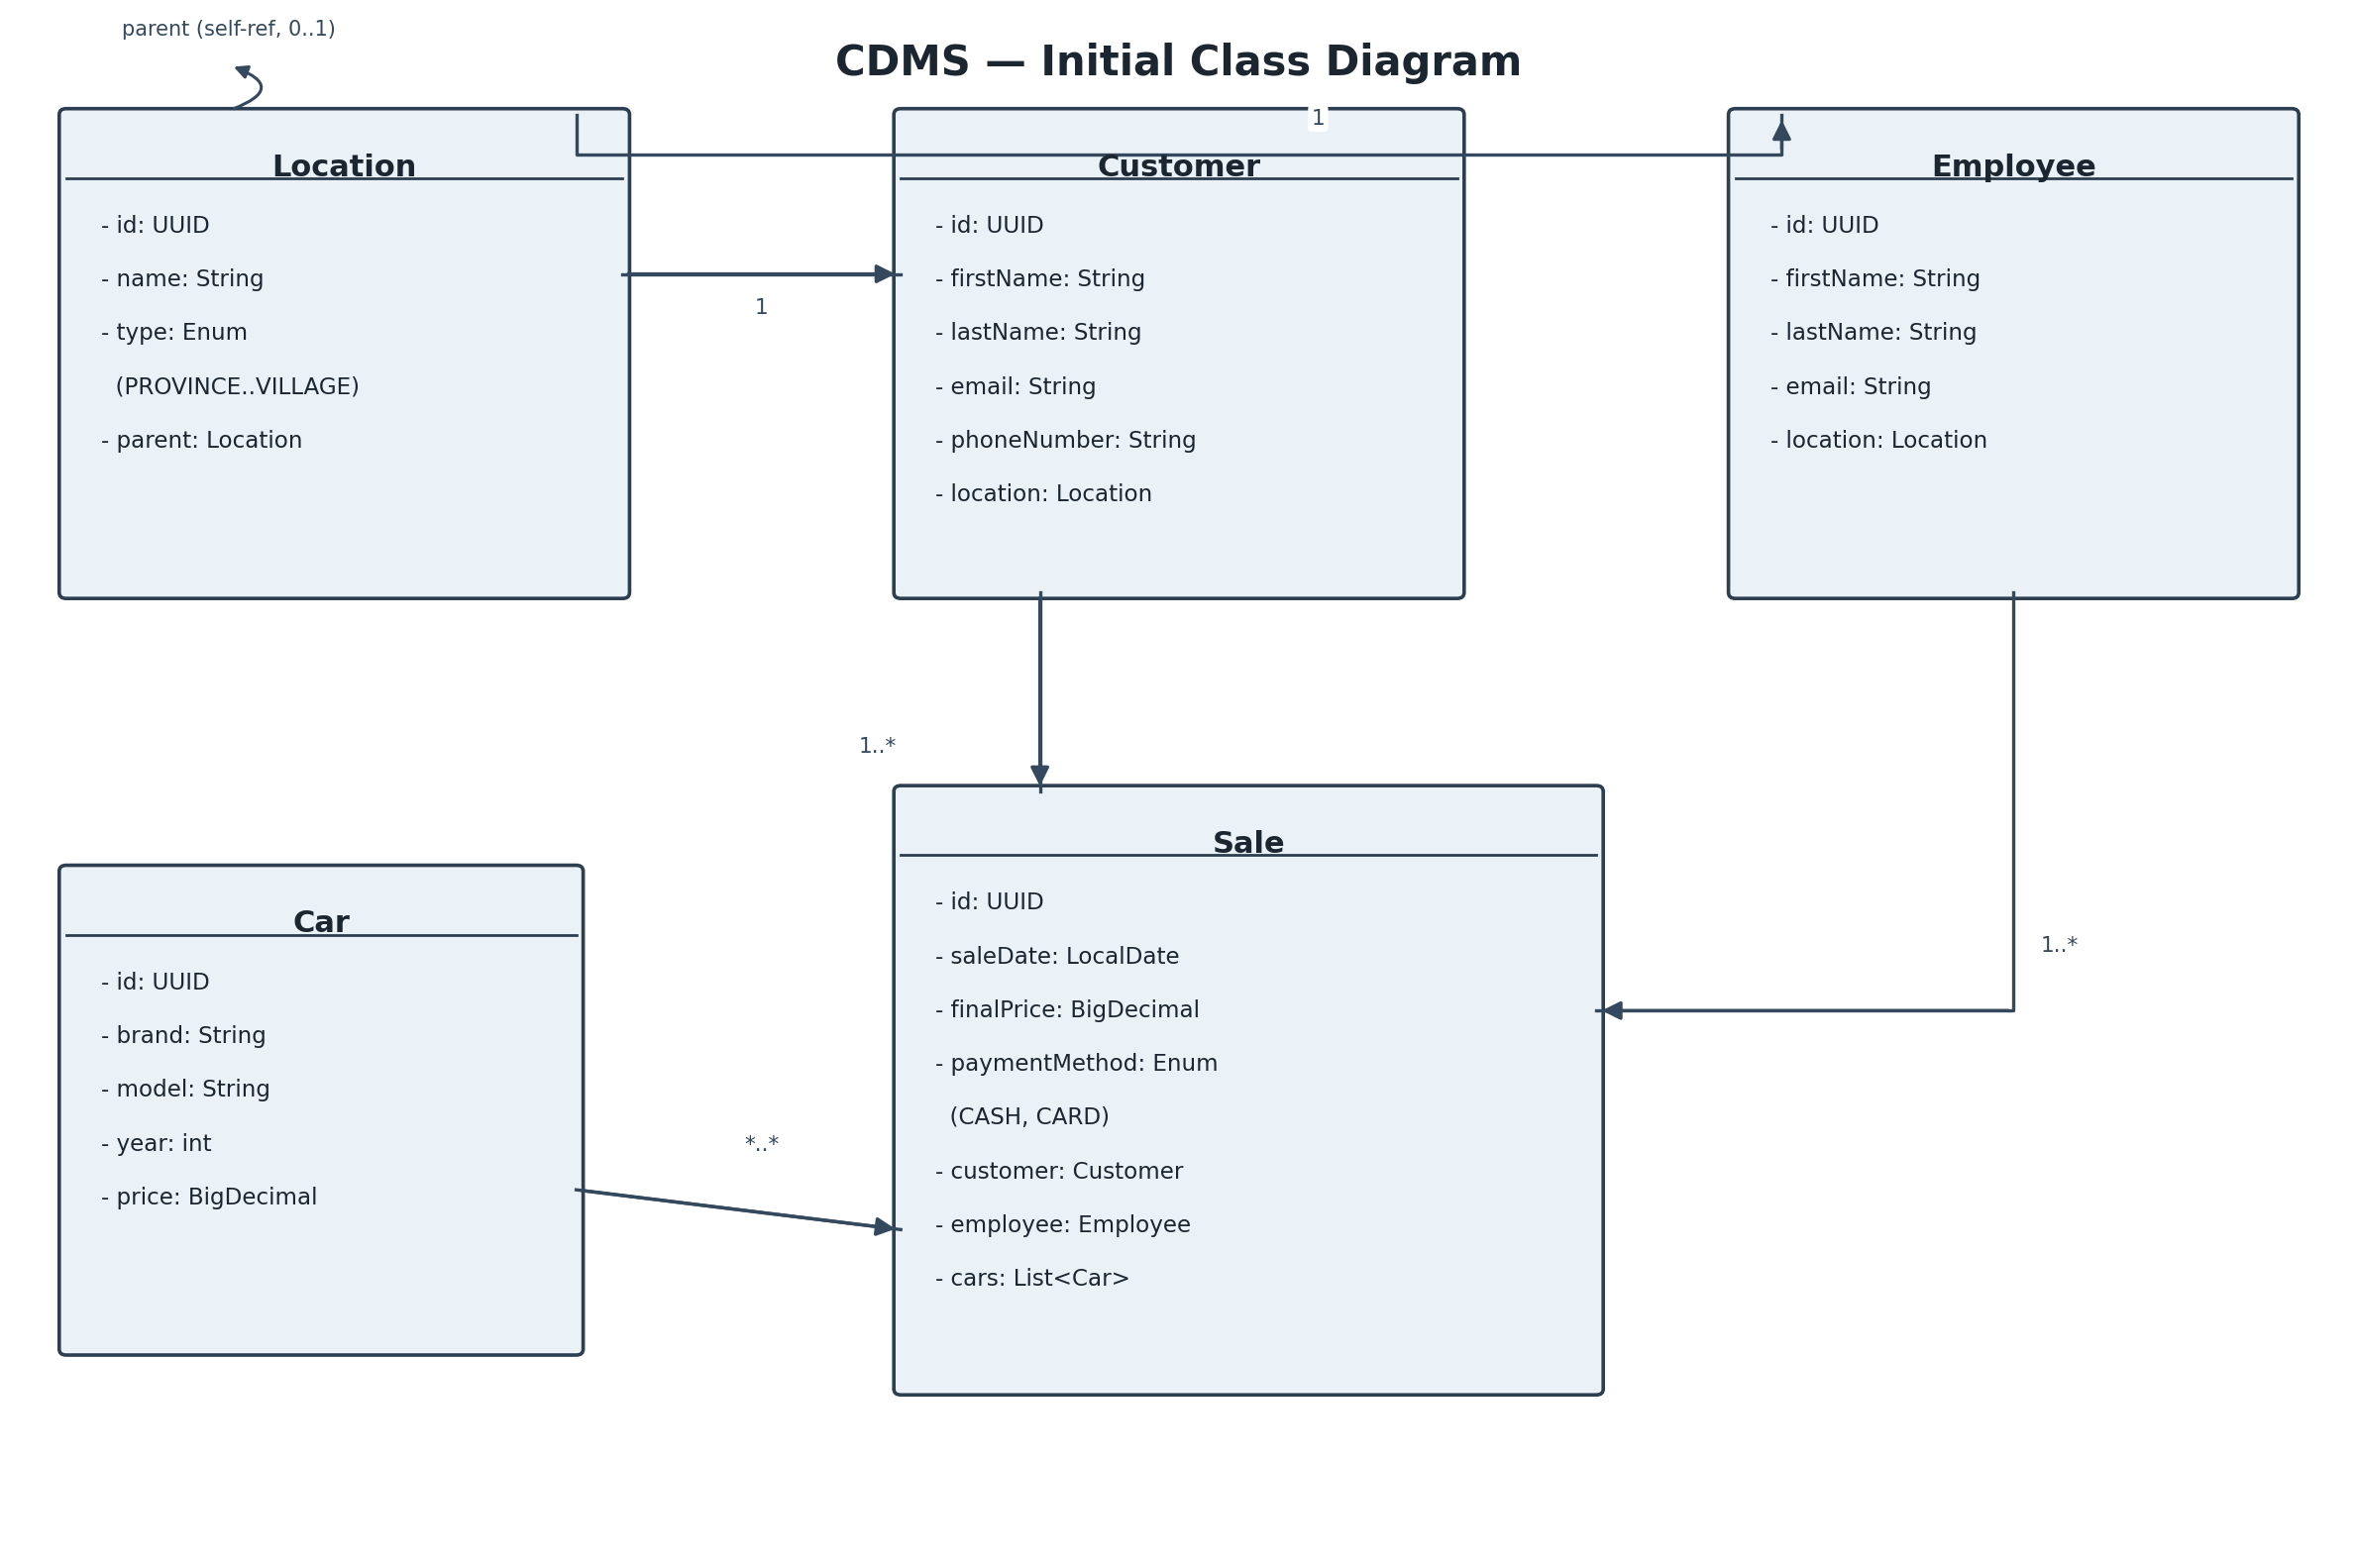 parent (self-ref, 0..1)
CDMS — Initial Class Diagram
Location
- id: UUID
- name: String
- type: Enum
(PROVINCE..VILLAGE)
- parent: Location
1
1
Customer
- id: UUID
- firstName: String
- lastName: String
- email: String
- phoneNumber: String
- location: Location
Employee
- id: UUID
- firstName: String
- lastName: String
- email: String
- location: Location
1..*
1..*
Car
- id: UUID
- brand: String
- model: String
- year: int
- price: BigDecimal
*..*
Sale
- id: UUID
- saleDate: LocalDate
- finalPrice: BigDecimal
- paymentMethod: Enum
(CASH, CARD)
- customer: Customer
- employee: Employee
- cars: List<Car>